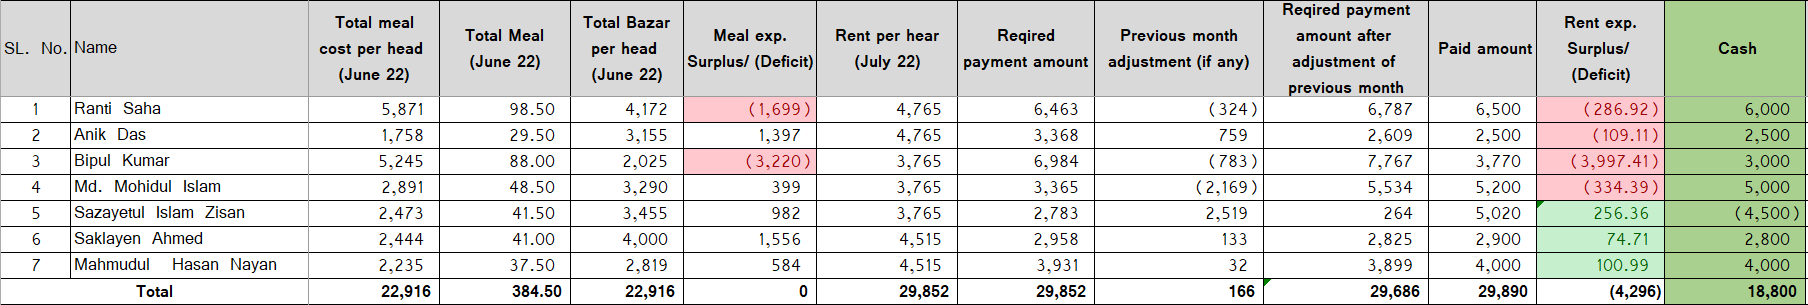 SL. No. Name Total meal cost per head (June 22) Total Meal (June 22) Total Bazar per head (June 22) Meal exp. Surplus/ (Deficit) Rent per hear (July 22) Reqired payment amount Previous month adjustment (if any) Reqired payment amount after adjustment of previous month Paid amount Rent exp. Surplus/ (Deficit) Cash
1 Ranti Saha 5,871 98.50 4,172 (1,699) 4,765 6,463 (324) 6,787 6,500 (286.92) 6,000
2 Anik Das 1,758 29.50 3,155 1,397 4,765 3,368 759 2,609 2,500 (109.11) 2,500
3 Bipul Kumar 5,245 88.00 2,025 (3,220) 3,765 6,984 (783) 7,767 3,770 (3,997.41) 3,000
4 Md. Mohidul Islam 2,891 48.50 3,290 399 3,765 3,365 (2,169) 5,534 5,200 (334.39) 5,000
5 Sazayetul Islam Zisan 2,473 41.50 3,455 982 3,765 2,783 2,519 264 5,020 256.36 (4,500)
6 Saklayen Ahmed 2,444 41.00 4,000 1,556 4,515 2,958 133 2,825 2,900 74.71 2,800
7 Mahmudul Hasan Nayan 2,235 37.50 2,819 584 4,515 3,931 32 3,899 4,000 100.99 4,000
Total 22,916 384.50 22,916 0 29,852 29,852 166 29,686 29,890 (4,296) 18,800